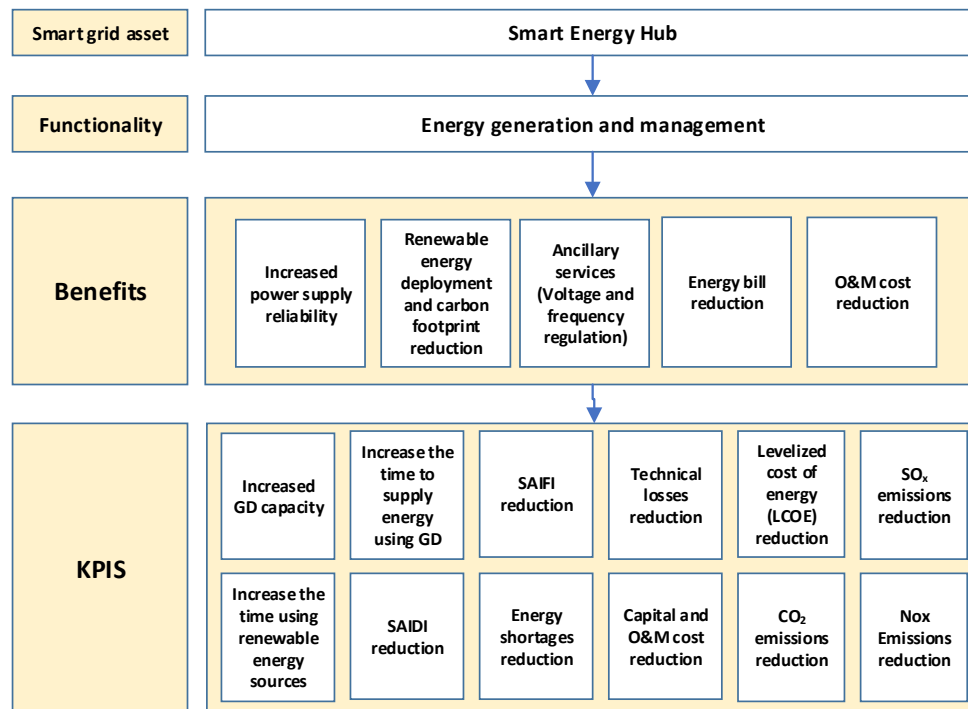 Smart grid asset
Smart Energy Hub
Functionality
Energy generation and management
Benefits
Increased
power supply
reliability
Renewable
energy
deployment
and carbon
footprint
reduction
Ancillary
services
(Voltage and
frequency
regulation)
Energy bill
reduction
O&M cost
reduction
KPIS
Increased
GD capacity
Increase the
time to
supply
energy
using GD
SAIFI
reduction
Technical
losses
reduction
Levelized
cost of
energy
(LCOE)
reduction
SOₓ
emissions
reduction
Increase the
time using
renewable
energy
sources
SAIDI
reduction
Energy
shortages
reduction
Capital and
O&M cost
reduction
CO₂
emissions
reduction
Nox
Emissions
reduction